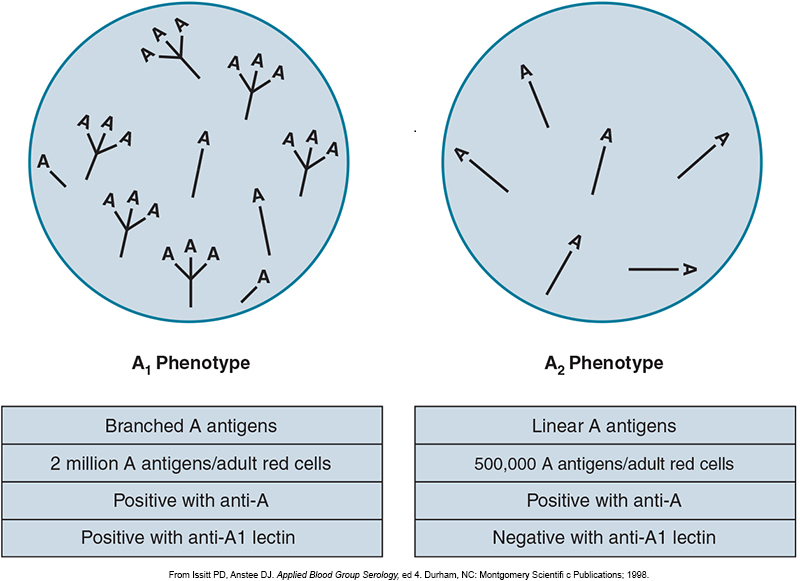 A A A
A A A
A A A
A
A
A A A
A A A
A
A A A
A
A
A
A
A
A
A
A₁ Phenotype
A₂ Phenotype
Branched A antigens
2 million A antigens/adult red cells
Positive with anti-A
Positive with anti-A1 lectin
Linear A antigens
500,000 A antigens/adult red cells
Positive with anti-A
Negative with anti-A1 lectin
From Issitt PD, Anstee DJ. Applied Blood Group Serology, ed 4. Durham, NC: Montgomery Scientifi c Publications; 1998.